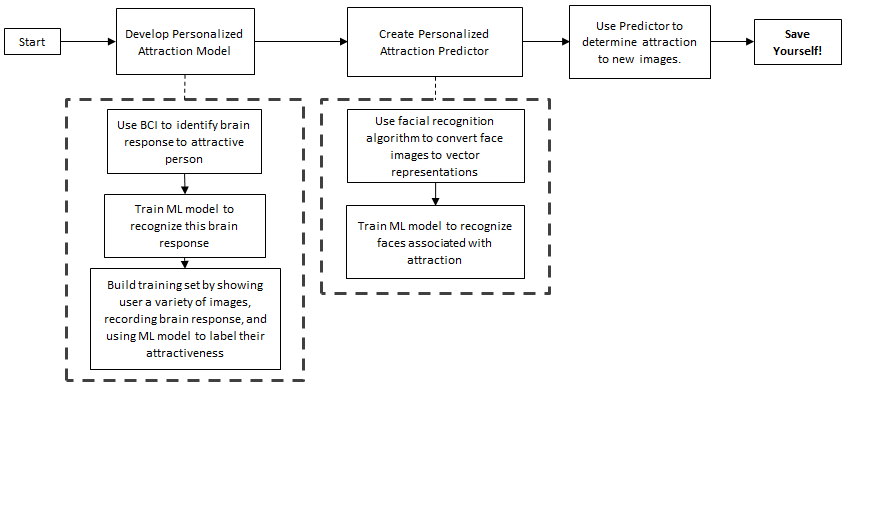 Start
Develop Personalized
Attraction Model
Create Personalized
Attraction Predictor
Use Predictor to
determine attraction
to new images.
Save
Yourself!
Use BCI to identify brain
response to attractive
person
Train ML model to
recognize this brain
response
Build training set by showing
user a variety of images,
recording brain response, and
using ML model to label their
attractiveness
Use facial recognition
algorithm to convert face
images to vector
representations
Train ML model to recognize
faces associated with
attraction